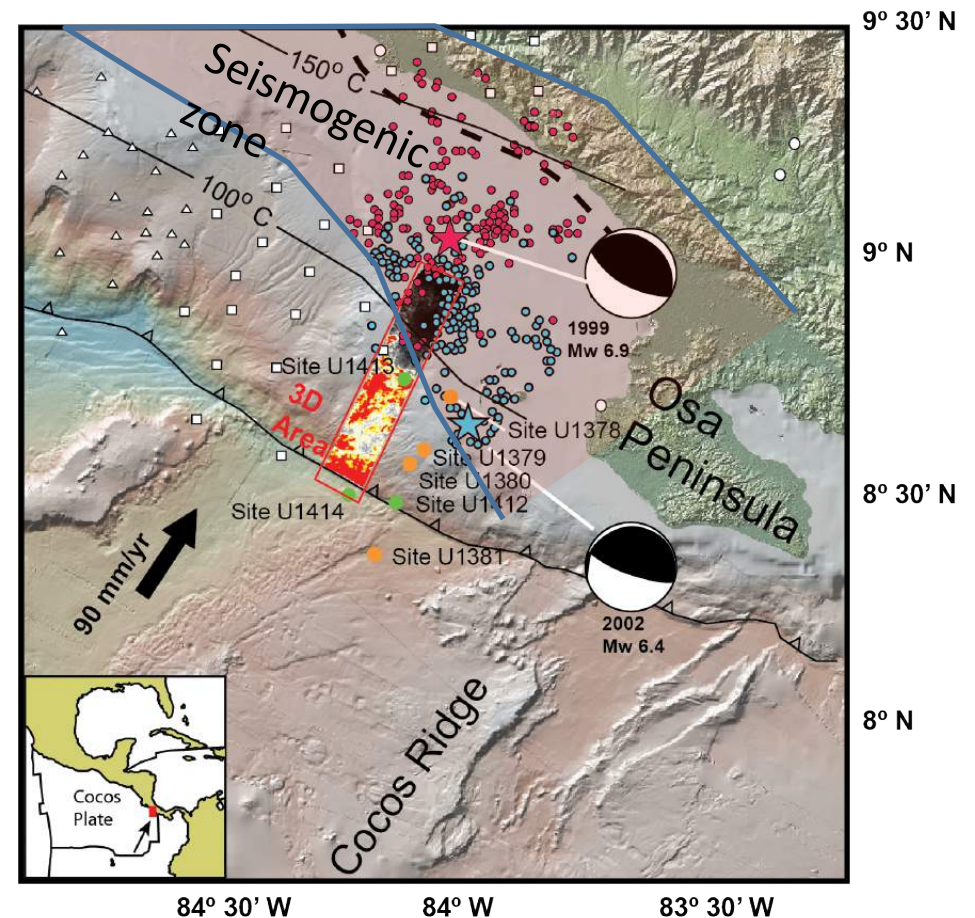 9º 30’ N
150º C
Seismogenic
zone
100º C
9º N
1999
Mw 6.9
Site U1413
3D
Area
Osa
Peninsula
Site U1378
Site U1379
Site U1380
Site U1412
8º 30’ N
Site U1414
Site U1381
90 mm/yr
2002
Mw 6.4
8º N
Cocos Ridge
Cocos
Plate
84º 30’ W
84º W
83º 30’ W